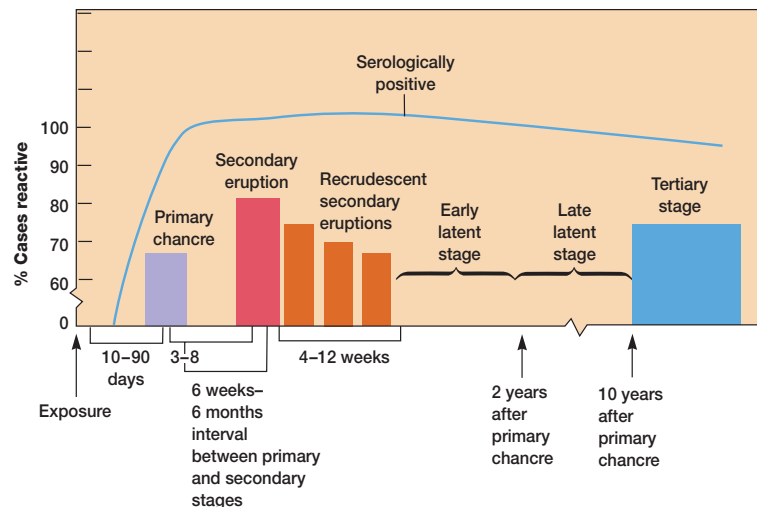 % Cases reactive
100
90
80
70
60
0
Serologically
positive
Primary
chancre
Secondary
eruption
Recrudescent
secondary
eruptions
Early
latent
stage
Late
latent
stage
Tertiary
stage
10–90
days
3–8
4–12 weeks
Exposure
6 weeks–
6 months
interval
between primary
and secondary
stages
2 years
after
primary
chancre
10 years
after
primary
chancre